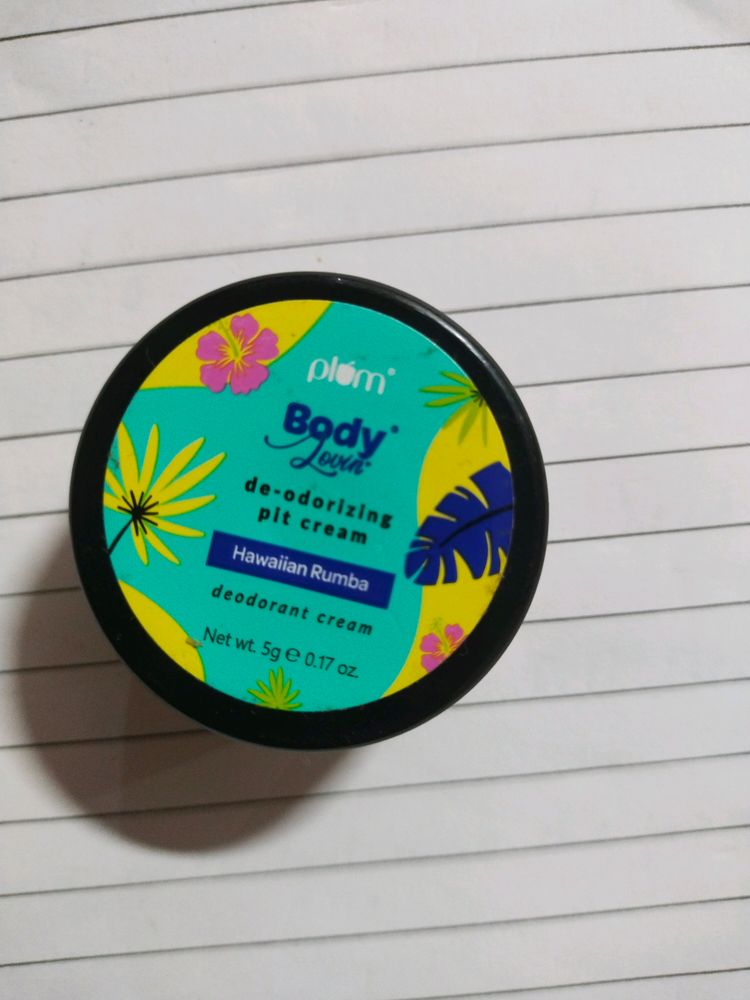 plum®
Body®
Lovin'®
de-odorizing
pit cream
Hawaiian Rumba
deodorant cream
Net wt. 5g ℮ 0.17 oz.